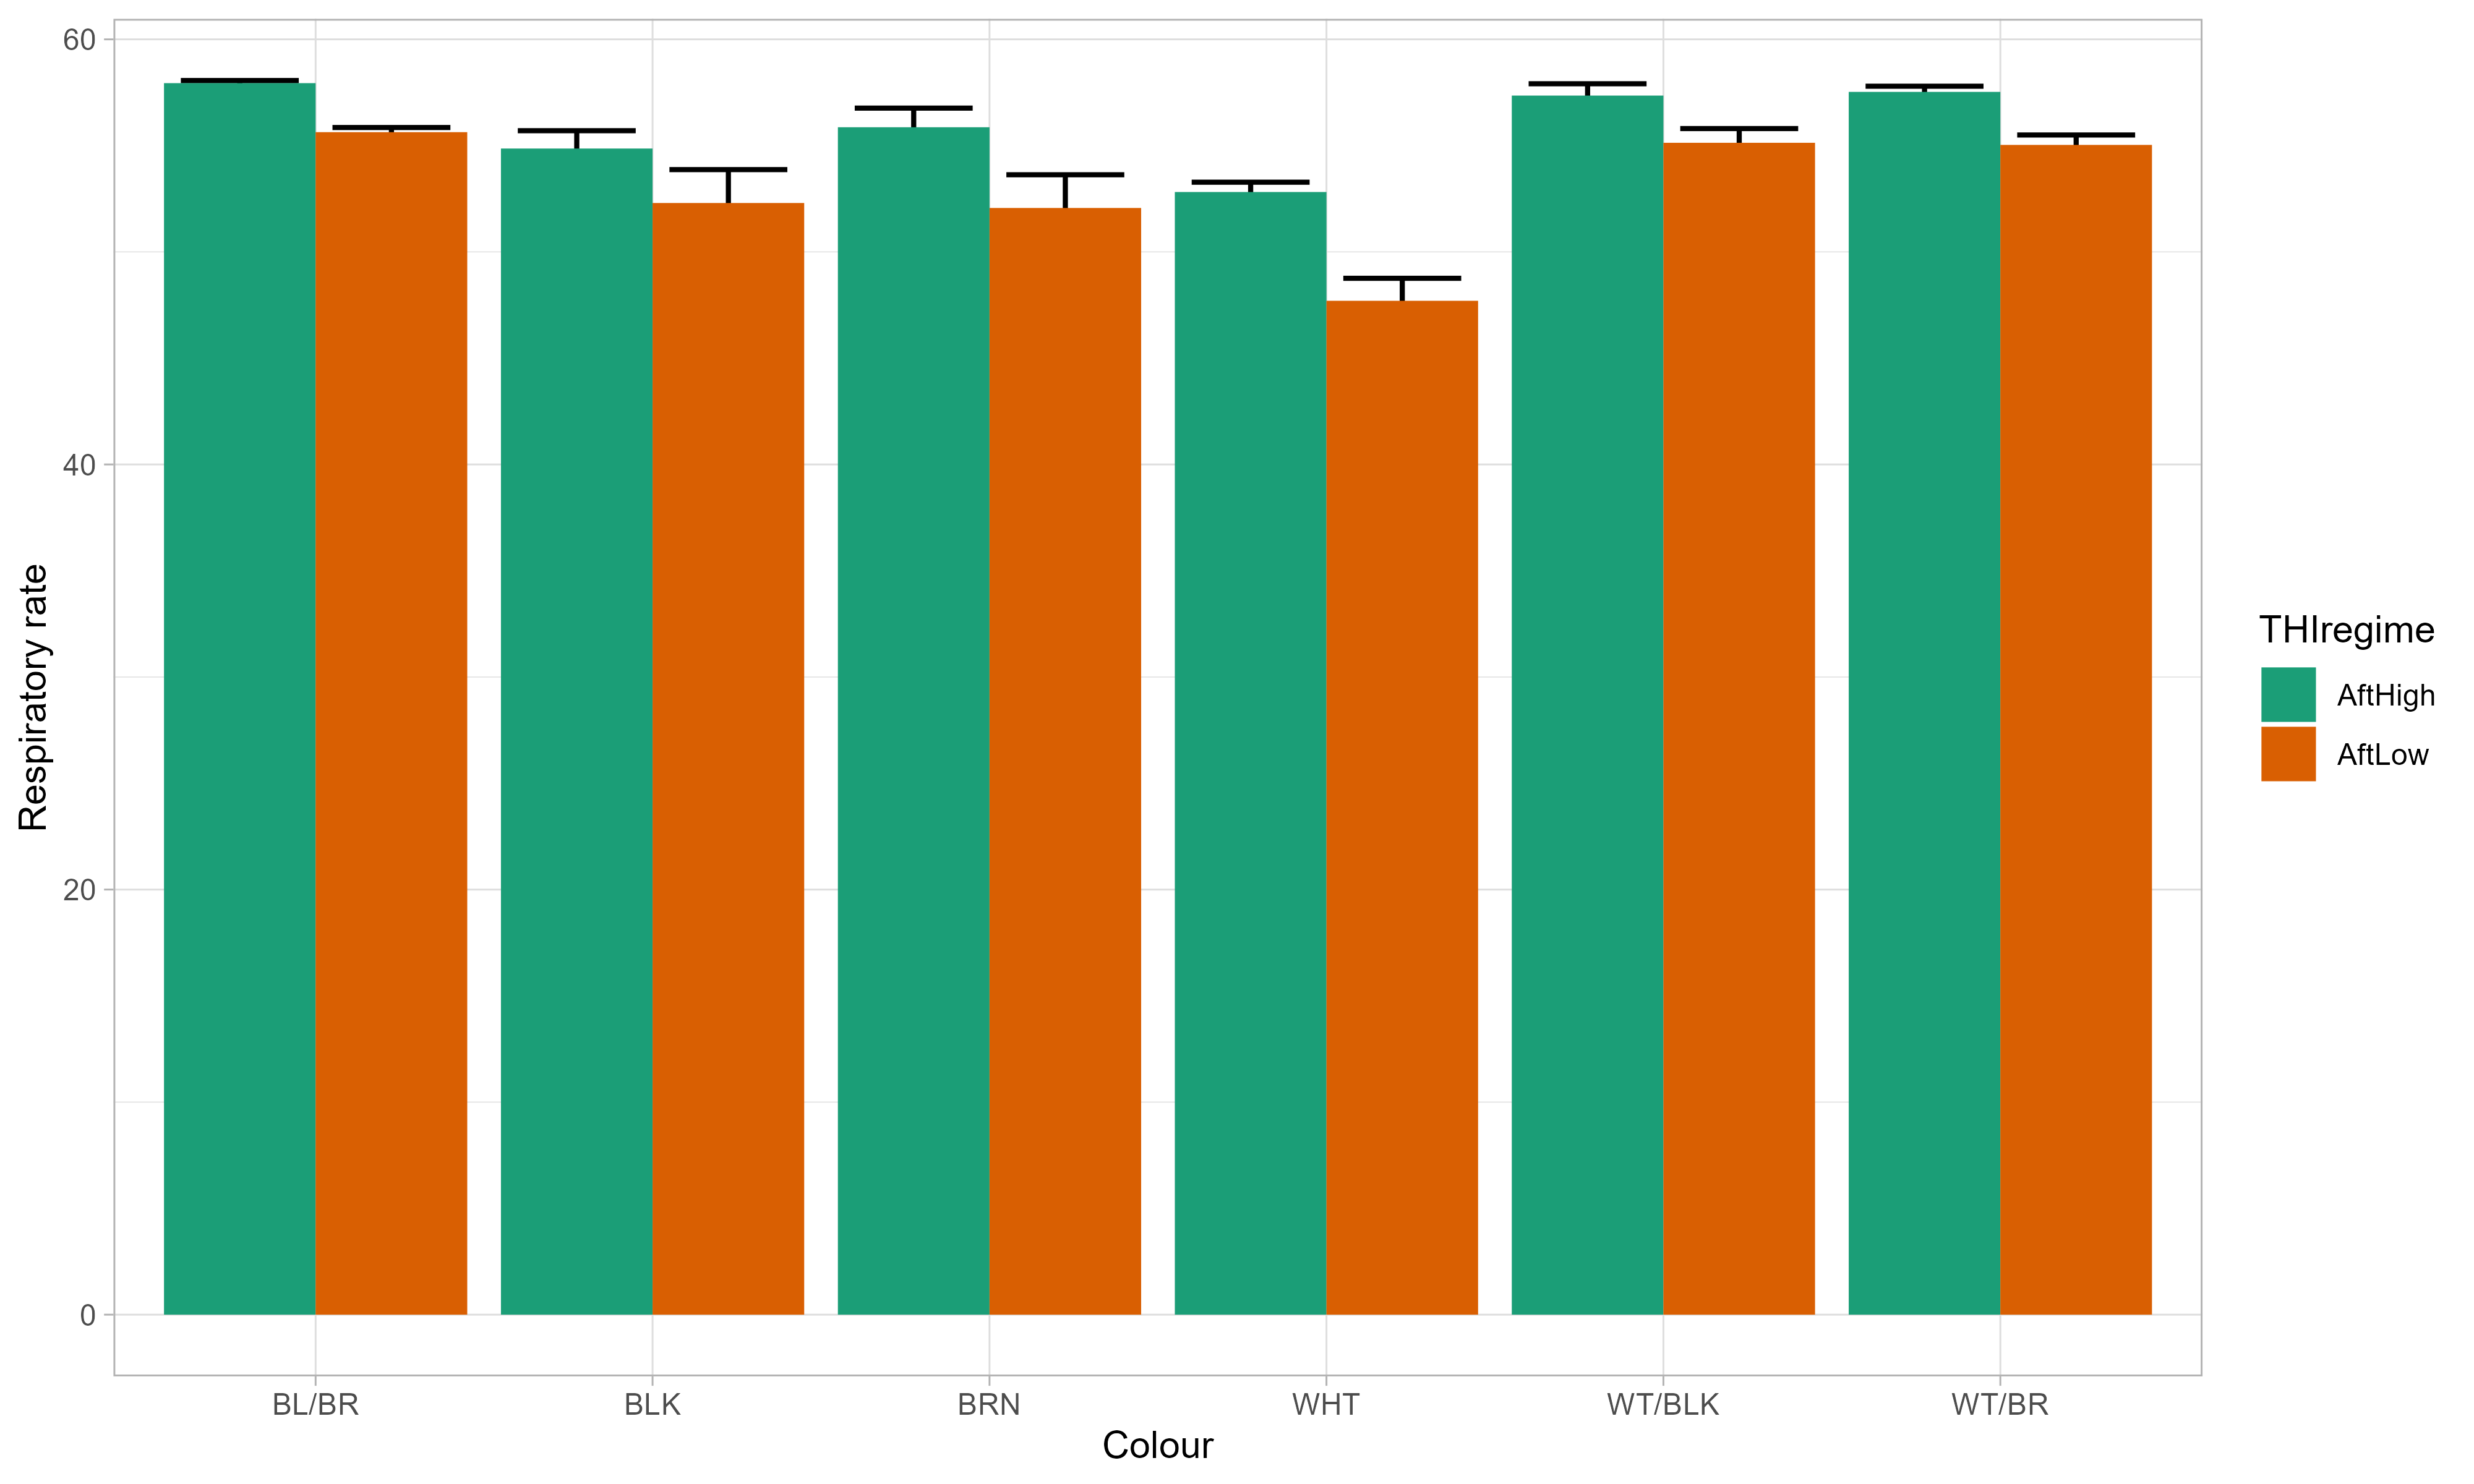 60
40
20
0
Respiratory rate
BL/BR
BLK
BRN
WHT
WT/BLK
WT/BR
Colour
THIregime
AftHigh
AftLow